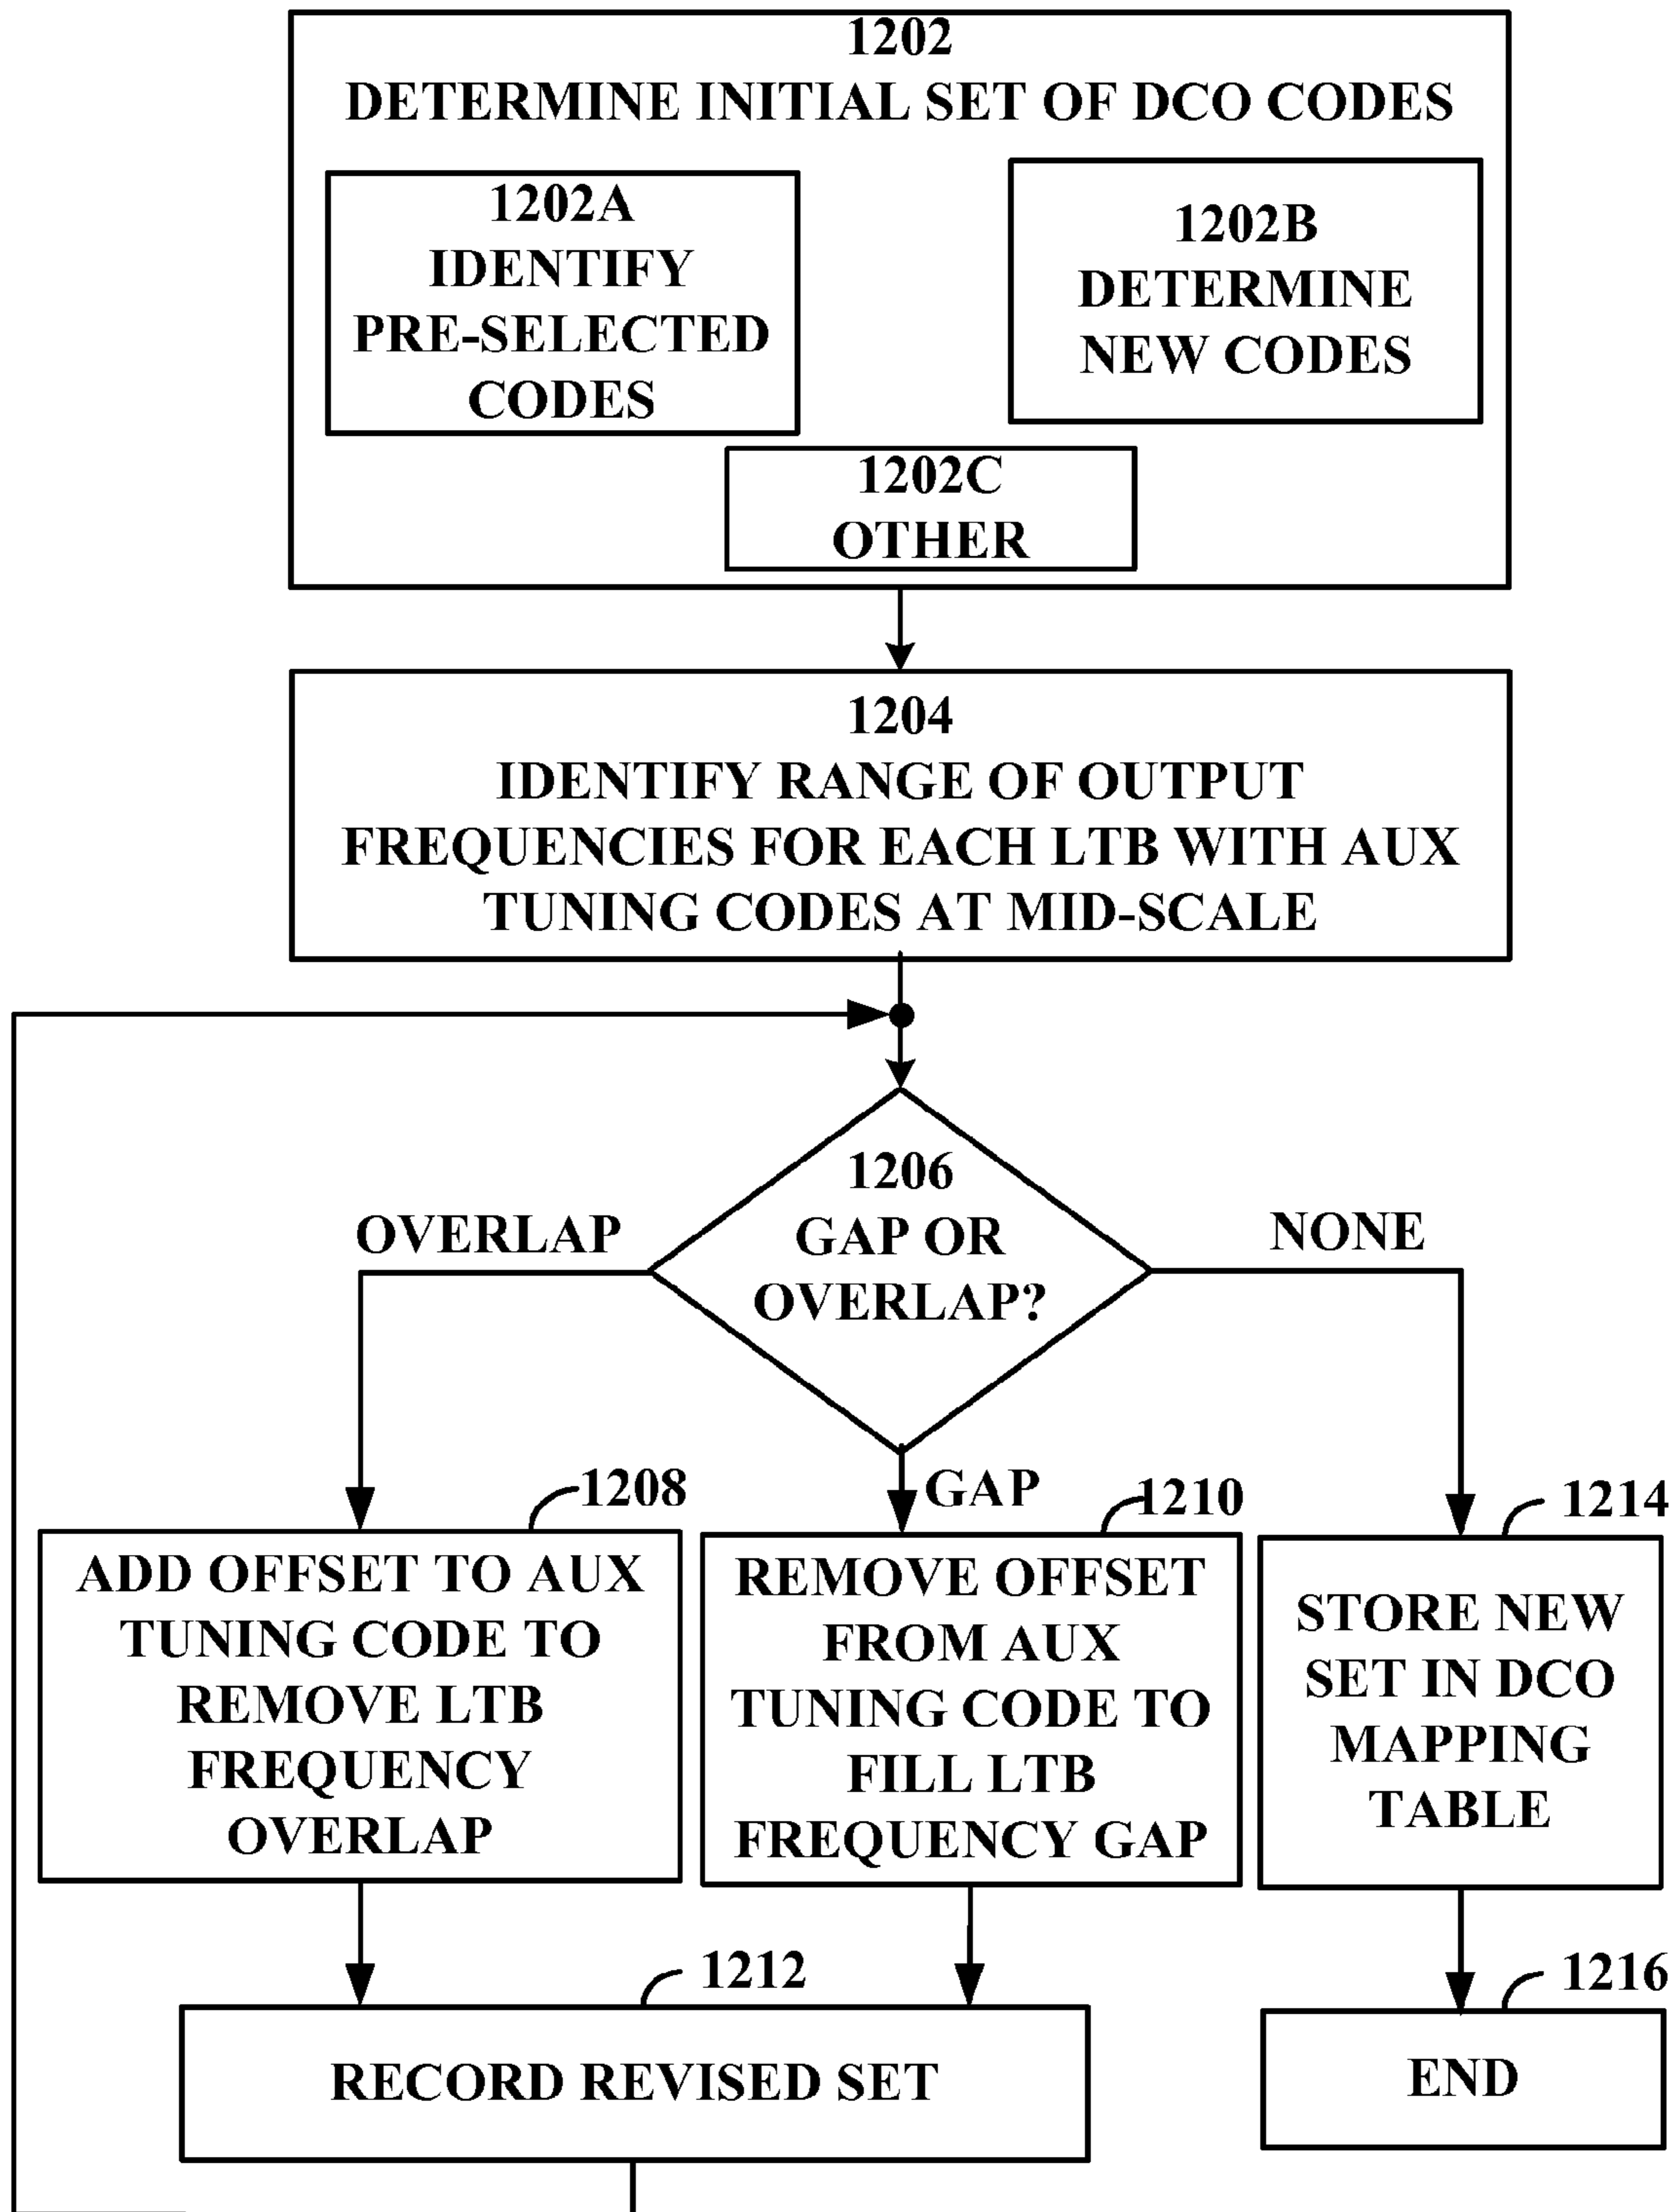 1202
DETERMINE INITIAL SET OF DCO CODES
1202A
IDENTIFY
PRE-SELECTED
CODES
1202B
DETERMINE
NEW CODES
1202C
OTHER
1204
IDENTIFY RANGE OF OUTPUT
FREQUENCIES FOR EACH LTB WITH AUX
TUNING CODES AT MID-SCALE
1206
GAP OR
OVERLAP?
OVERLAP
NONE
GAP
1208
ADD OFFSET TO AUX
TUNING CODE TO
REMOVE LTB
FREQUENCY
OVERLAP
1210
REMOVE OFFSET
FROM AUX
TUNING CODE TO
FILL LTB
FREQUENCY GAP
1214
STORE NEW
SET IN DCO
MAPPING
TABLE
1212
RECORD REVISED SET
1216
END